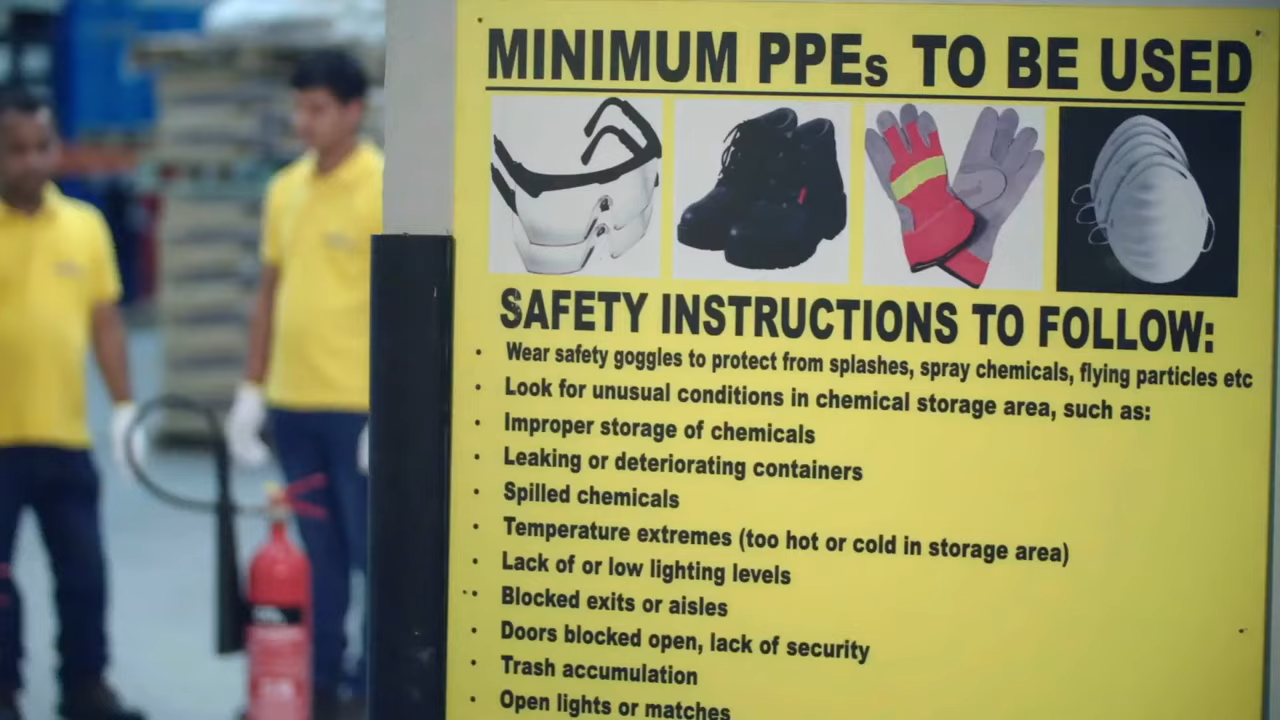 MINIMUM PPEs TO BE USED
SAFETY INSTRUCTIONS TO FOLLOW:
• Wear safety goggles to protect from splashes, spray chemicals, flying particles etc
• Look for unusual conditions in chemical storage area, such as:
• Improper storage of chemicals
• Leaking or deteriorating containers
• Spilled chemicals
• Temperature extremes (too hot or cold in storage area)
• Lack of or low lighting levels
• Blocked exits or aisles
• Doors blocked open, lack of security
• Trash accumulation
• Open lights or matches